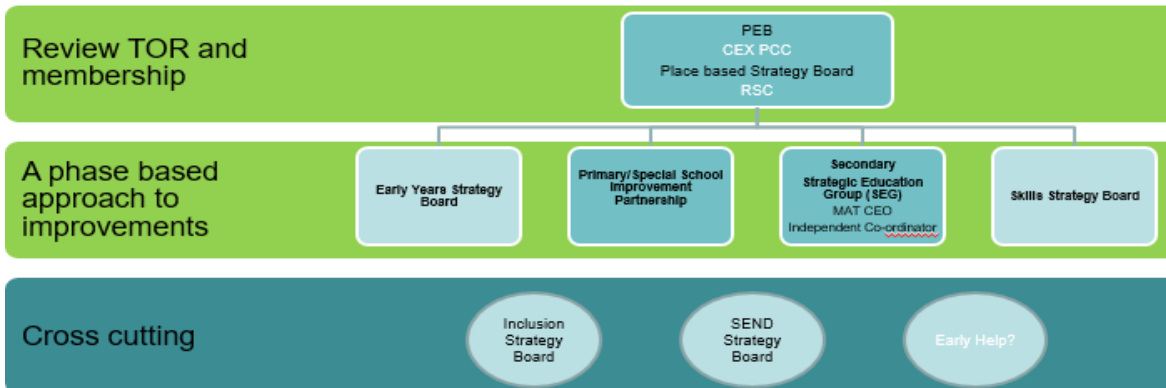 Review TOR and
membership
PEB
CEX PCC
Place based Strategy Board
RSC
A phase based
approach to
improvements
Early Years Strategy
Board
Primary/Special School
Improvement
Partnership
Secondary
Strategic Education
Group (SEG)
MAT CEO
Independent Co-ordinator
Skills Strategy Board
Cross cutting
Inclusion
Strategy
Board
SEND
Strategy
Board
Early Help?